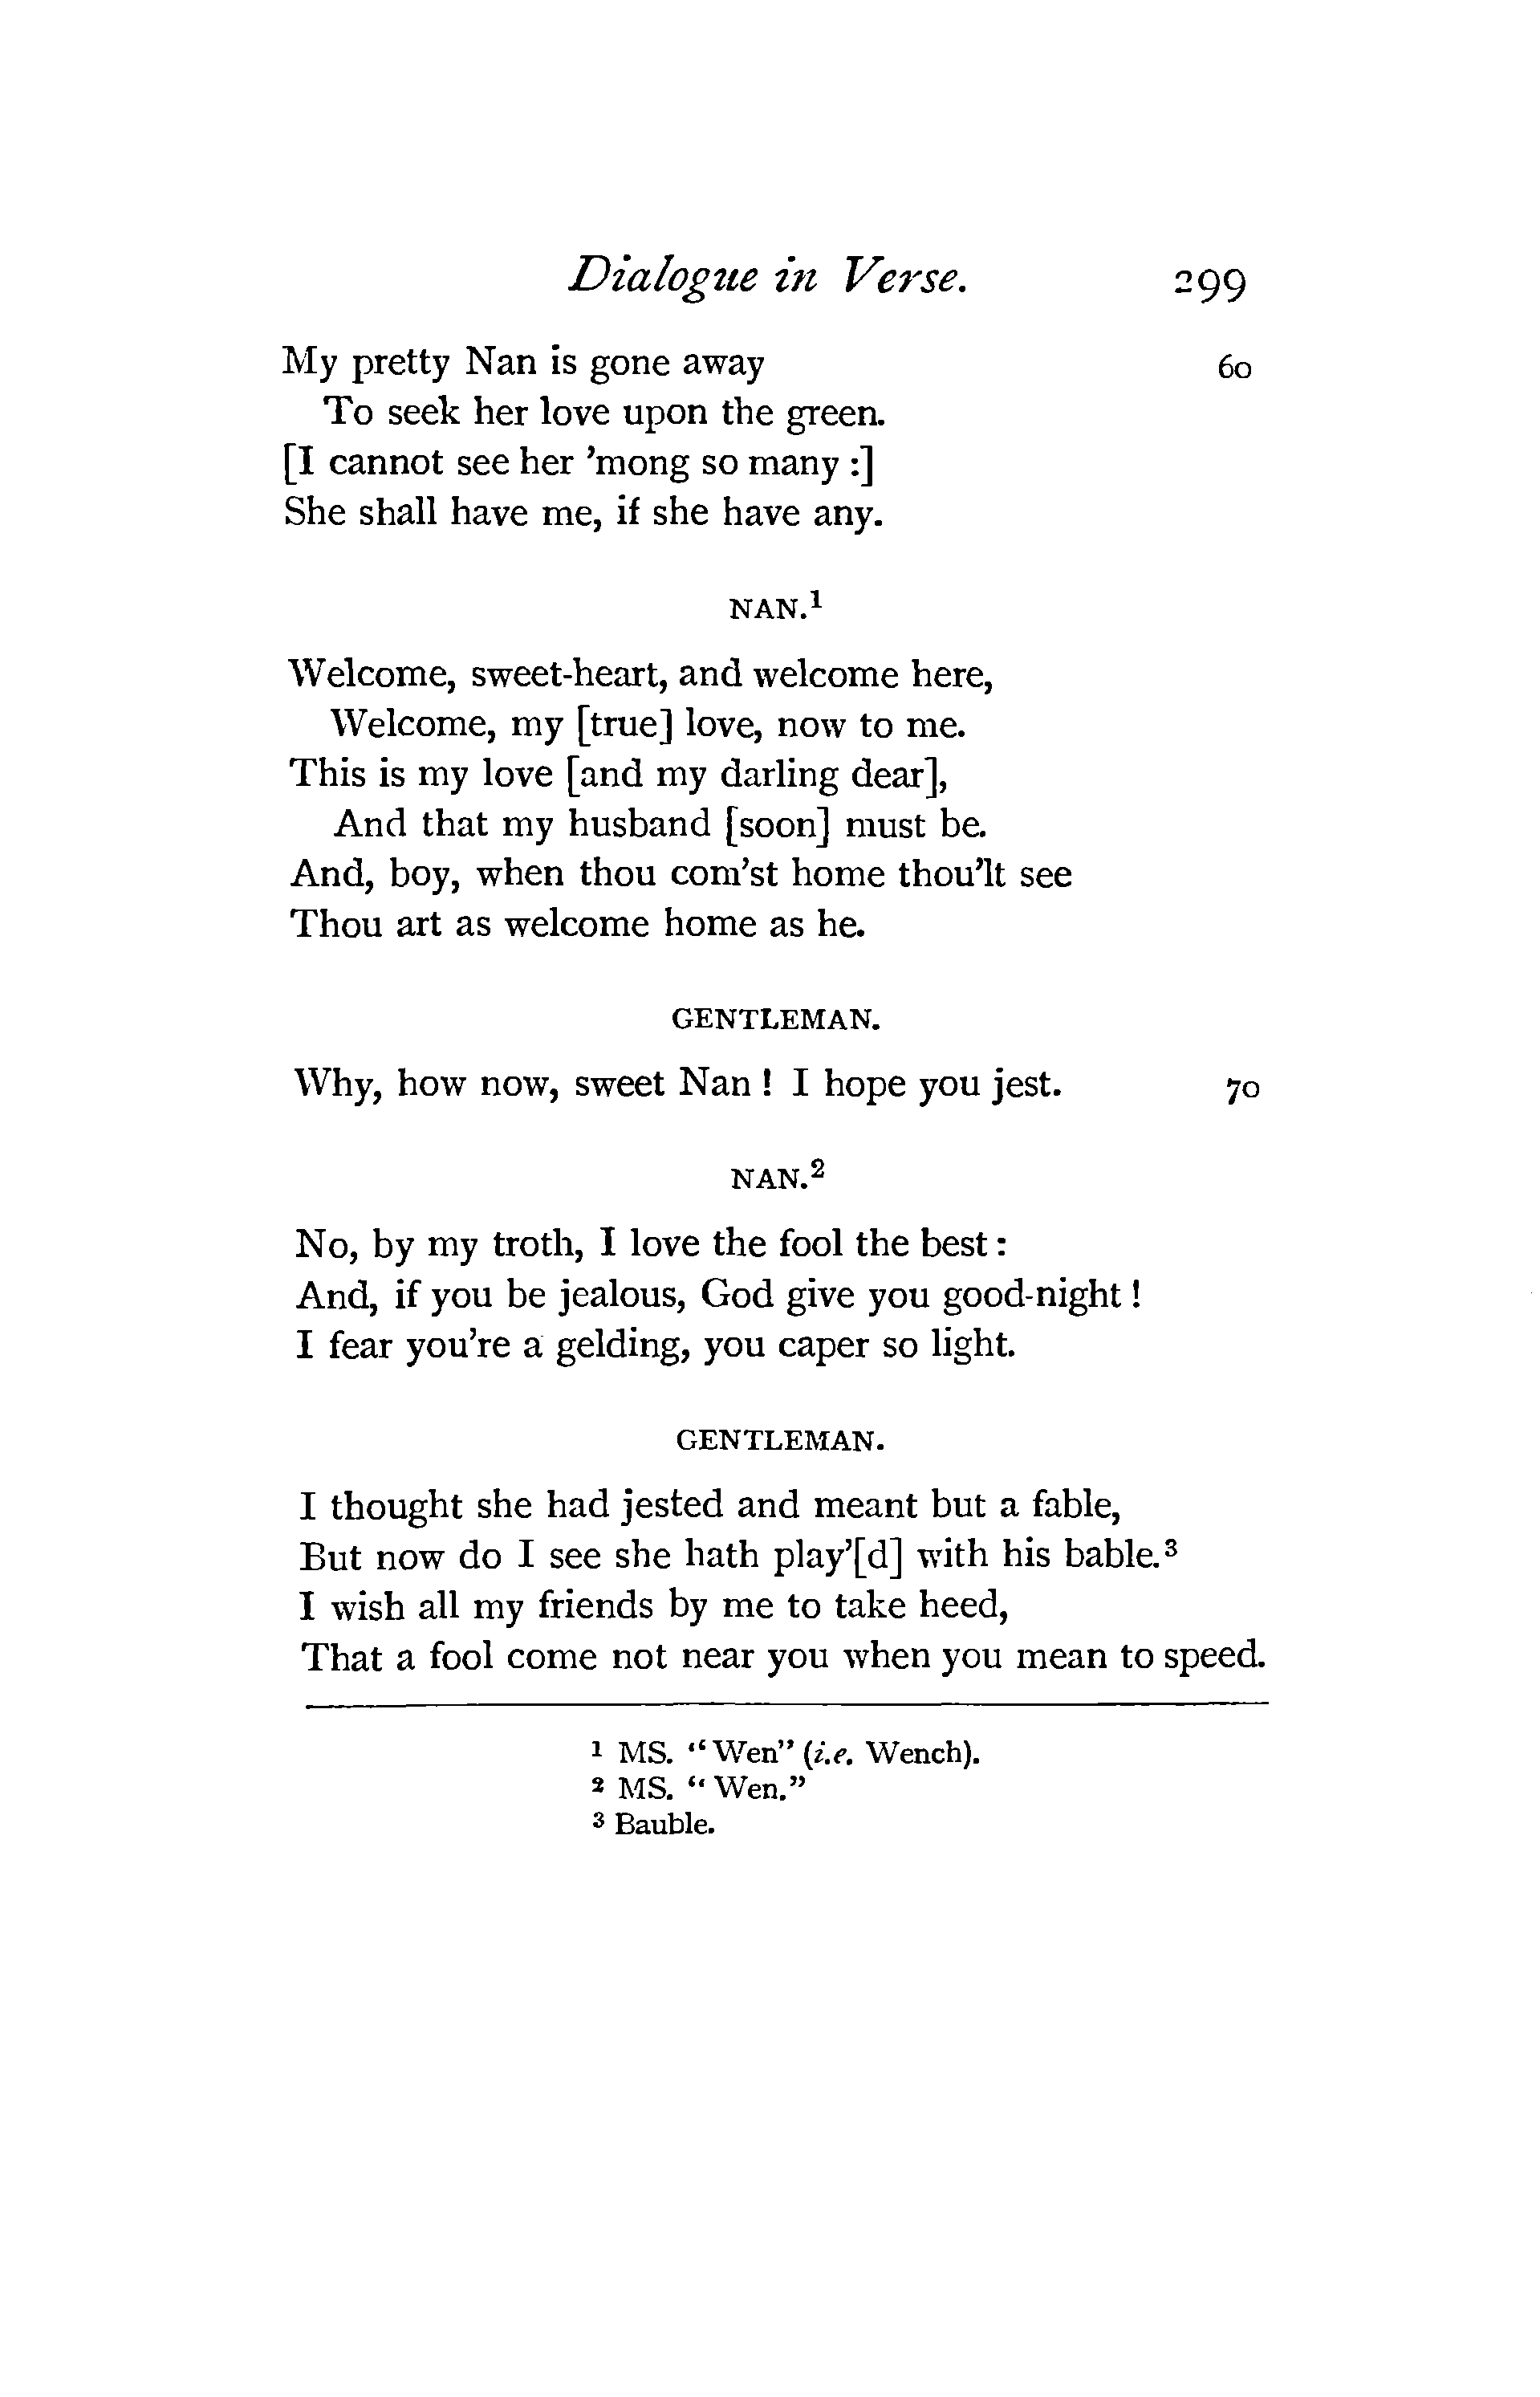 Dialogue in Verse. 299
My pretty Nan is gone away 60
To seek her love upon the green.
[I cannot see her ’mong so many :]
She shall have me, if she have any.
NAN.¹
Welcome, sweet-heart, and welcome here,
Welcome, my [true] love, now to me.
This is my love [and my darling dear],
And that my husband [soon] must be.
And, boy, when thou com’st home thou’lt see
Thou art as welcome home as he.
GENTLEMAN.
Why, how now, sweet Nan ! I hope you jest. 70
NAN.²
No, by my troth, I love the fool the best :
And, if you be jealous, God give you good-night !
I fear you’re a gelding, you caper so light.
GENTLEMAN.
I thought she had jested and meant but a fable,
But now do I see she hath play’[d] with his bable.³
I wish all my friends by me to take heed,
That a fool come not near you when you mean to speed.
¹ MS. “Wen” (i.e. Wench).
² MS. “Wen.”
³ Bauble.